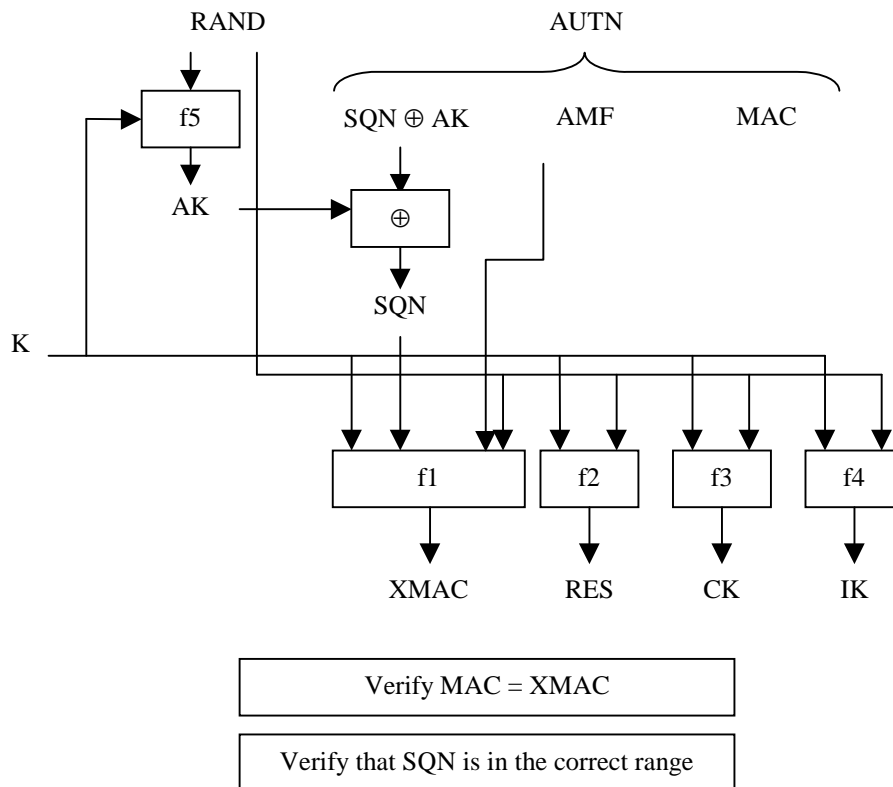 RAND AUTN
f5 SQN ⊕ AK AMF MAC
AK ⊕
SQN
K
f1 f2 f3 f4
XMAC RES CK IK
Verify MAC = XMAC
Verify that SQN is in the correct range